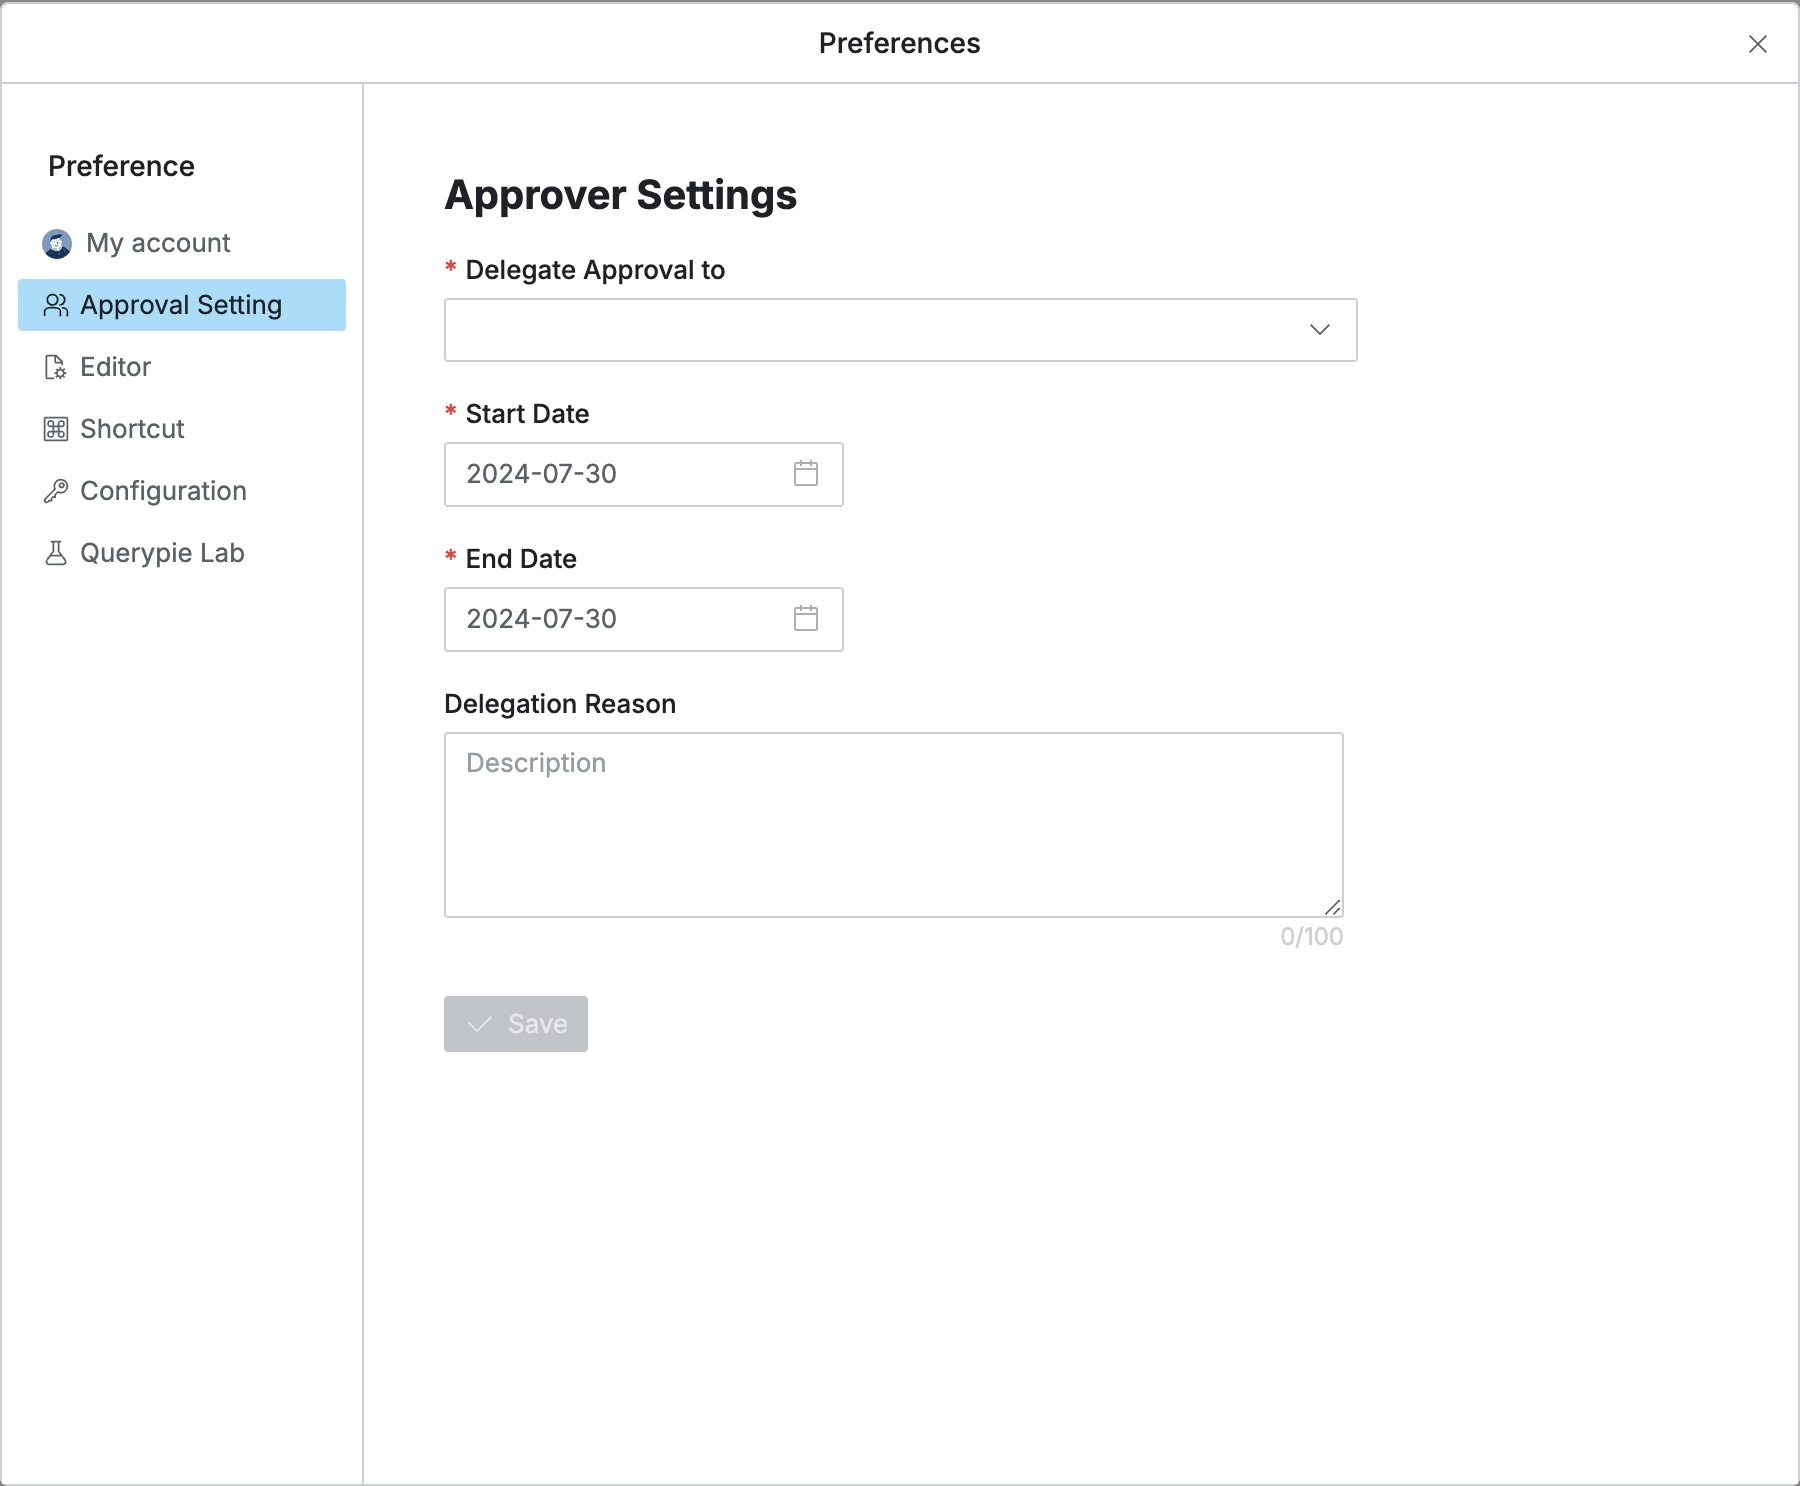 Preferences
Preference
My account
Approval Setting
Editor
Shortcut
Configuration
Querypie Lab
Approver Settings
* Delegate Approval to
* Start Date
2024-07-30
* End Date
2024-07-30
Delegation Reason
Description
0/100
Save